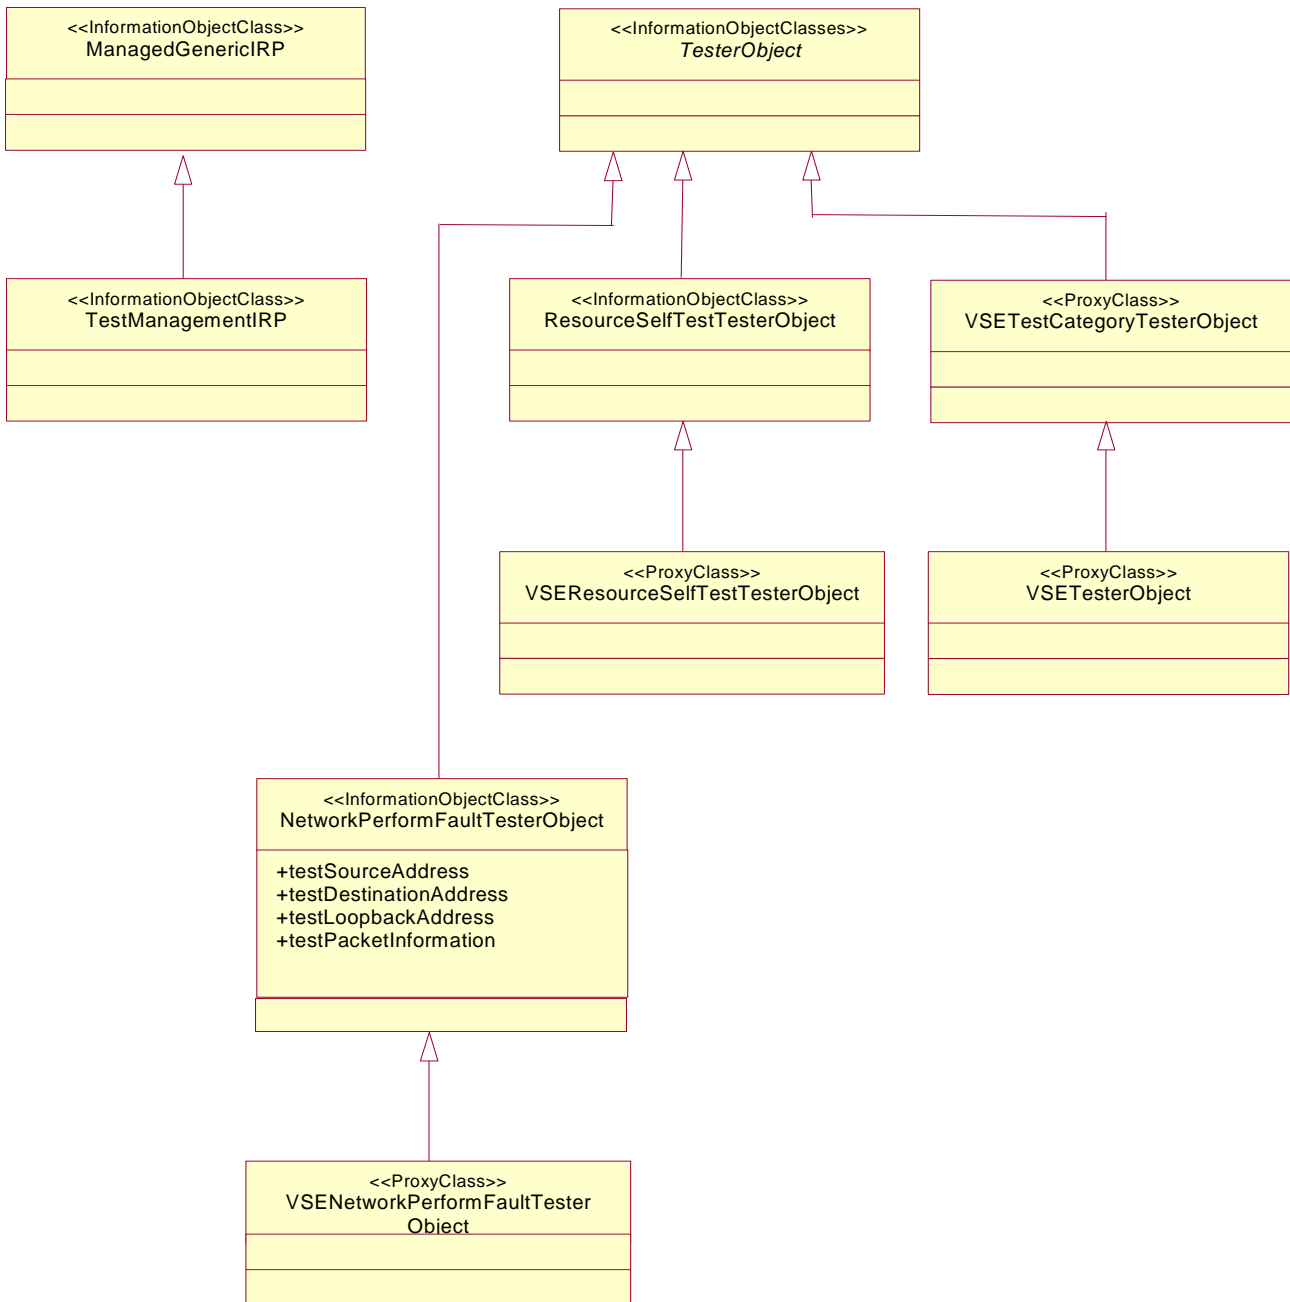 <<InformationObjectClass>>
ManagedGenericIRP
<<InformationObjectClasses>>
TesterObject
<<InformationObjectClass>>
TestManagementIRP
<<InformationObjectClass>>
ResourceSelfTestTesterObject
<<ProxyClass>>
VSETestCategoryTesterObject
<<ProxyClass>>
VSEResourceSelfTestTesterObject
<<ProxyClass>>
VSETesterObject
<<InformationObjectClass>>
NetworkPerformFaultTesterObject
+testSourceAddress
+testDestinationAddress
+testLoopbackAddress
+testPacketInformation
<<ProxyClass>>
VSENetworkPerformFaultTester
Object